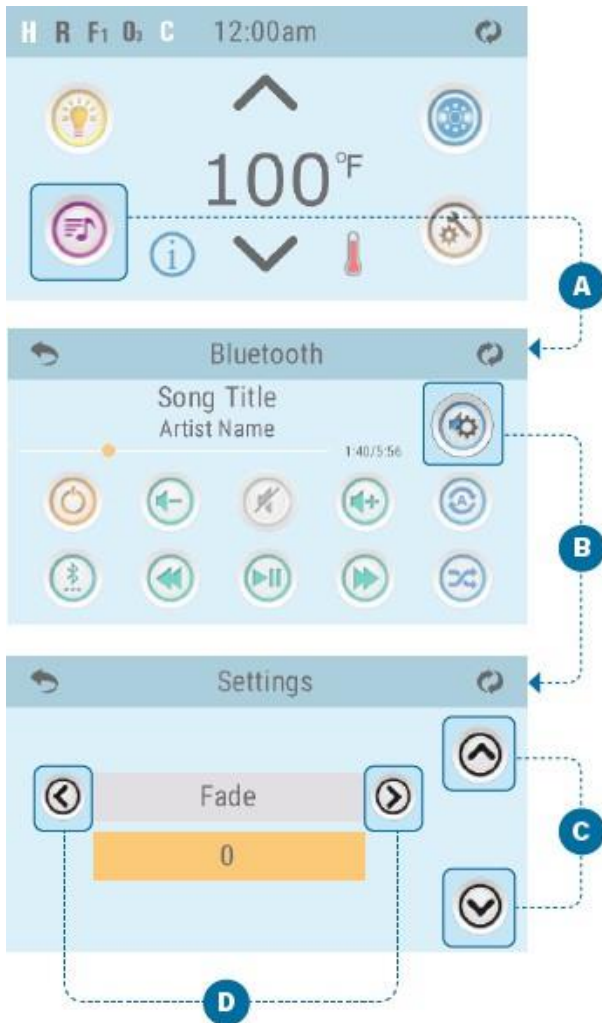 H R F1 O3 C 12:00am
100°F
i
A
Bluetooth
Song Title
Artist Name
1:40/5:56
A
B
Settings
Fade
0
C
D